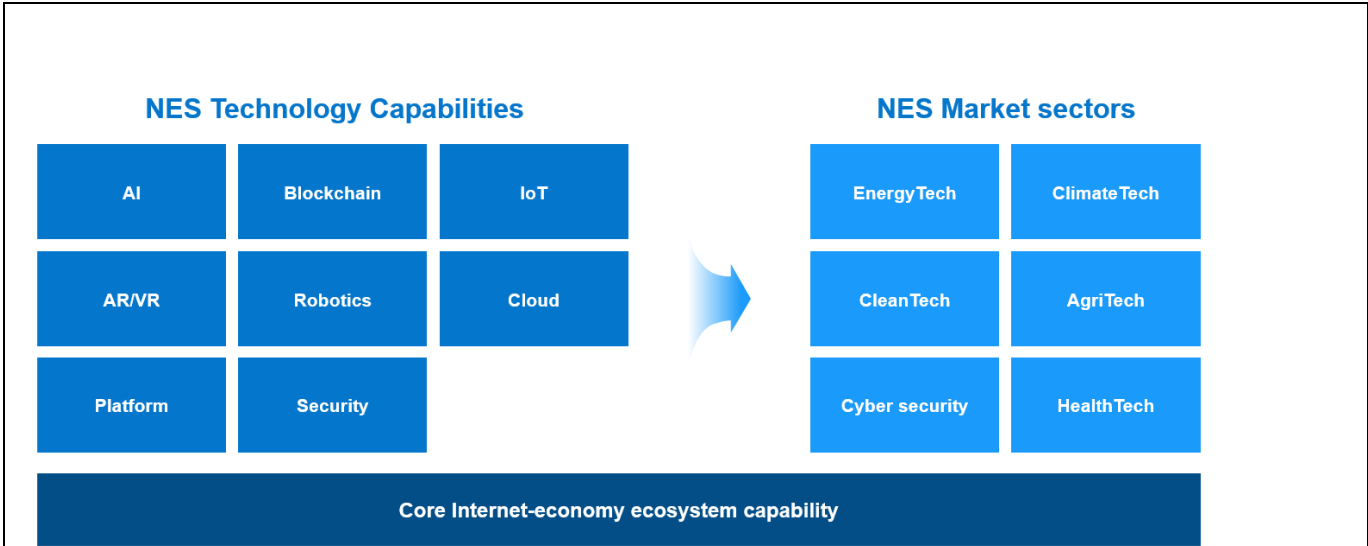 NES Technology Capabilities
NES Market sectors
AI
Blockchain
IoT
EnergyTech
ClimateTech
AR/VR
Robotics
Cloud
CleanTech
AgriTech
Platform
Security
Cyber security
HealthTech
Core Internet-economy ecosystem capability